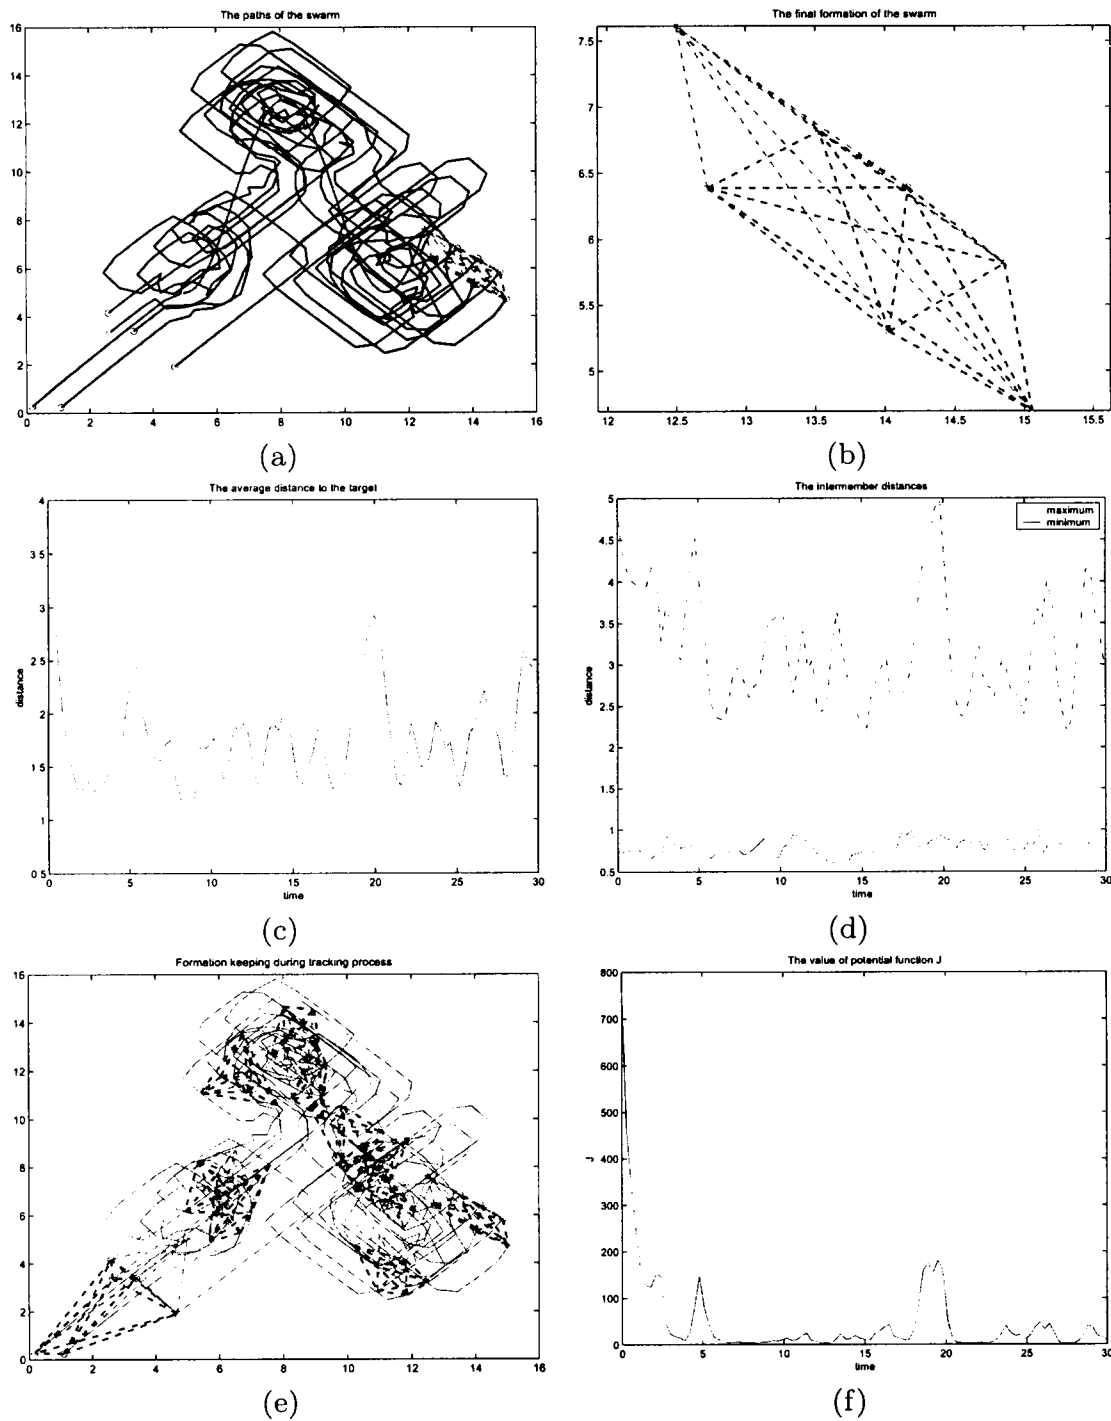 The paths of the swarm
16
14
12
10
8
6
4
2
0
0 2 4 6 8 10 12 14 16
(a)
The final formation of the swarm
7.5
7
6.5
6
5.5
5
12 12.5 13 13.5 14 14.5 15 15.5
(b)
The average distance to the target
distance
4
3 5
3
2.5
2
1.5
1
0.5
0 5 10 15 20 25 30
time
(c)
The intermember distances
maximum
minimum
distance
5
4.5
4
3.5
3
2.5
2
1.5
1
0.5
0 5 10 15 20 25 30
time
(d)
Formation keeping during tracking process
16
14
12
10
8
6
4
2
0
0 2 4 6 8 10 12 14 16
(e)
The value of potential function J
J
800
700
600
500
400
300
200
100
0
0 5 10 15 20 25 30
time
(f)